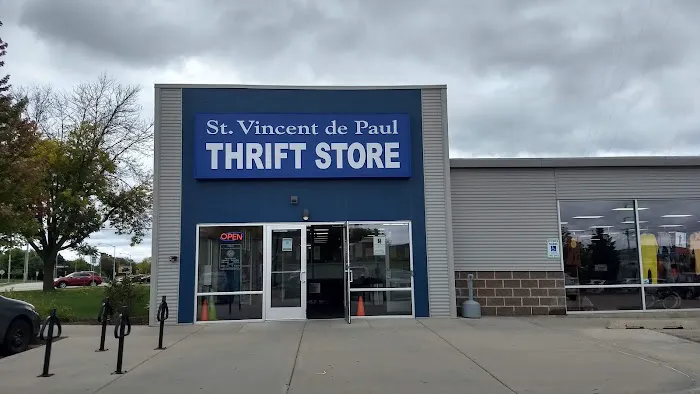 St. Vincent de Paul
THRIFT STORE
OPEN